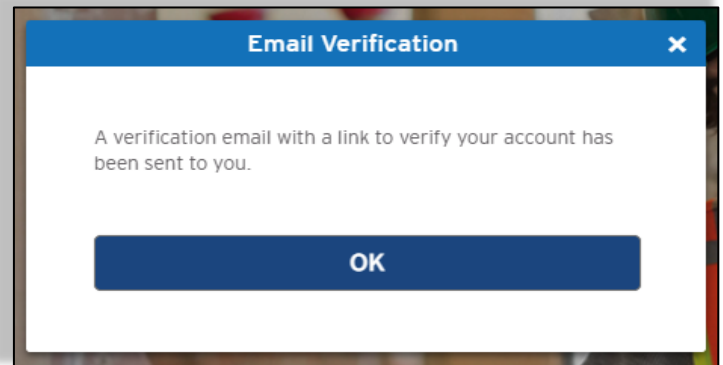 Email Verification
A verification email with a link to verify your account has
been sent to you.
OK